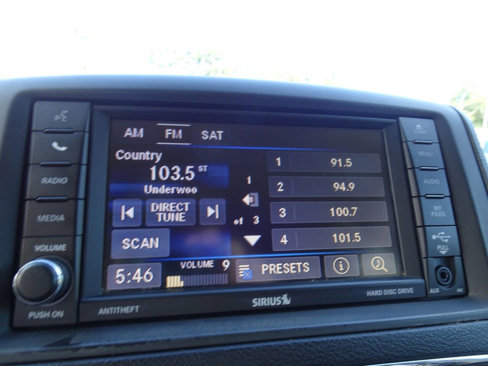 AM FM SAT
Country
103.5 ST
Underwoo
DIRECT
TUNE
SCAN
5:46
VOLUME 9
1
of 3
1 91.5
2 94.9
3 100.7
4 101.5
PRESETS
RADIO
MEDIA
VOLUME
PUSH ON
ANTITHEFT
SIRIUS
HARD DISC DRIVE
MENU
AUDIO
MY
FILES
PULL
AUX